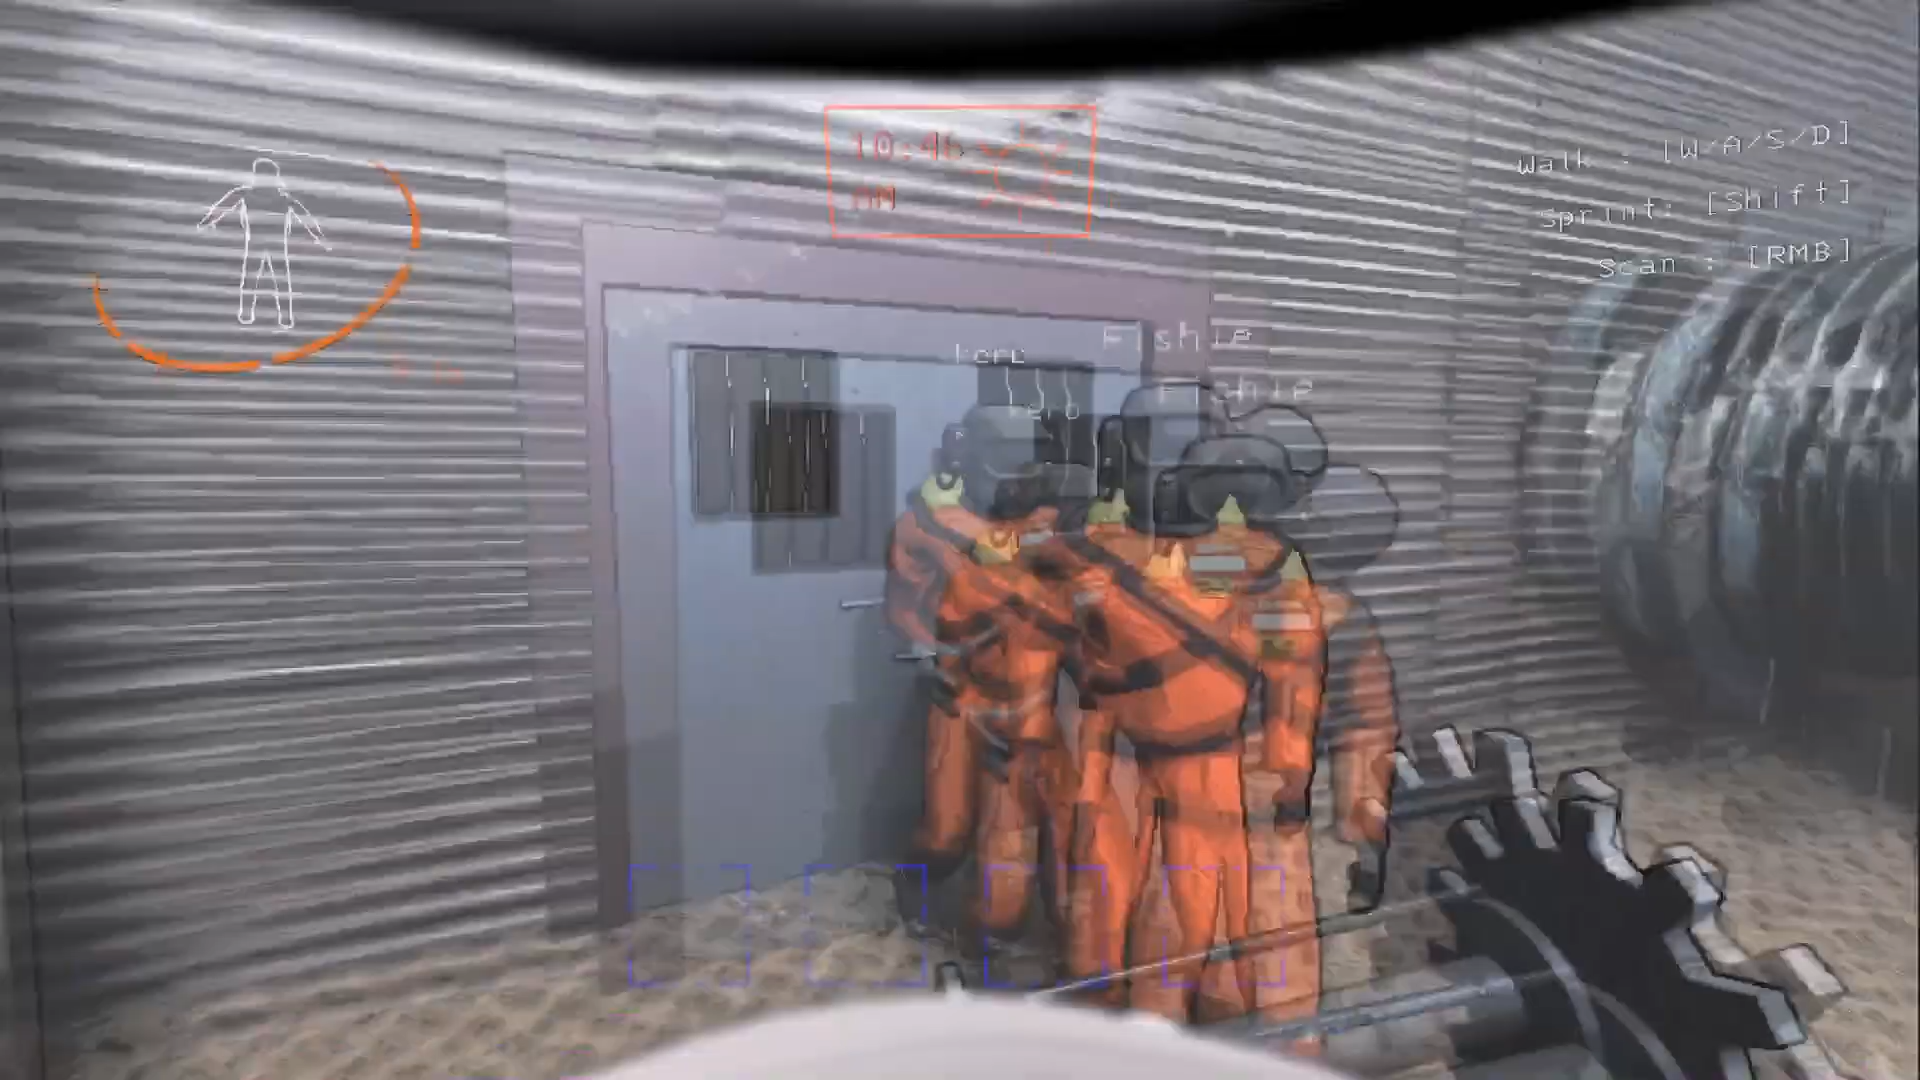 10:46
AM
Walk : [W/A/S/D]
Sprint: [Shift]
Scan : [RMB]
Fishie
Fishie